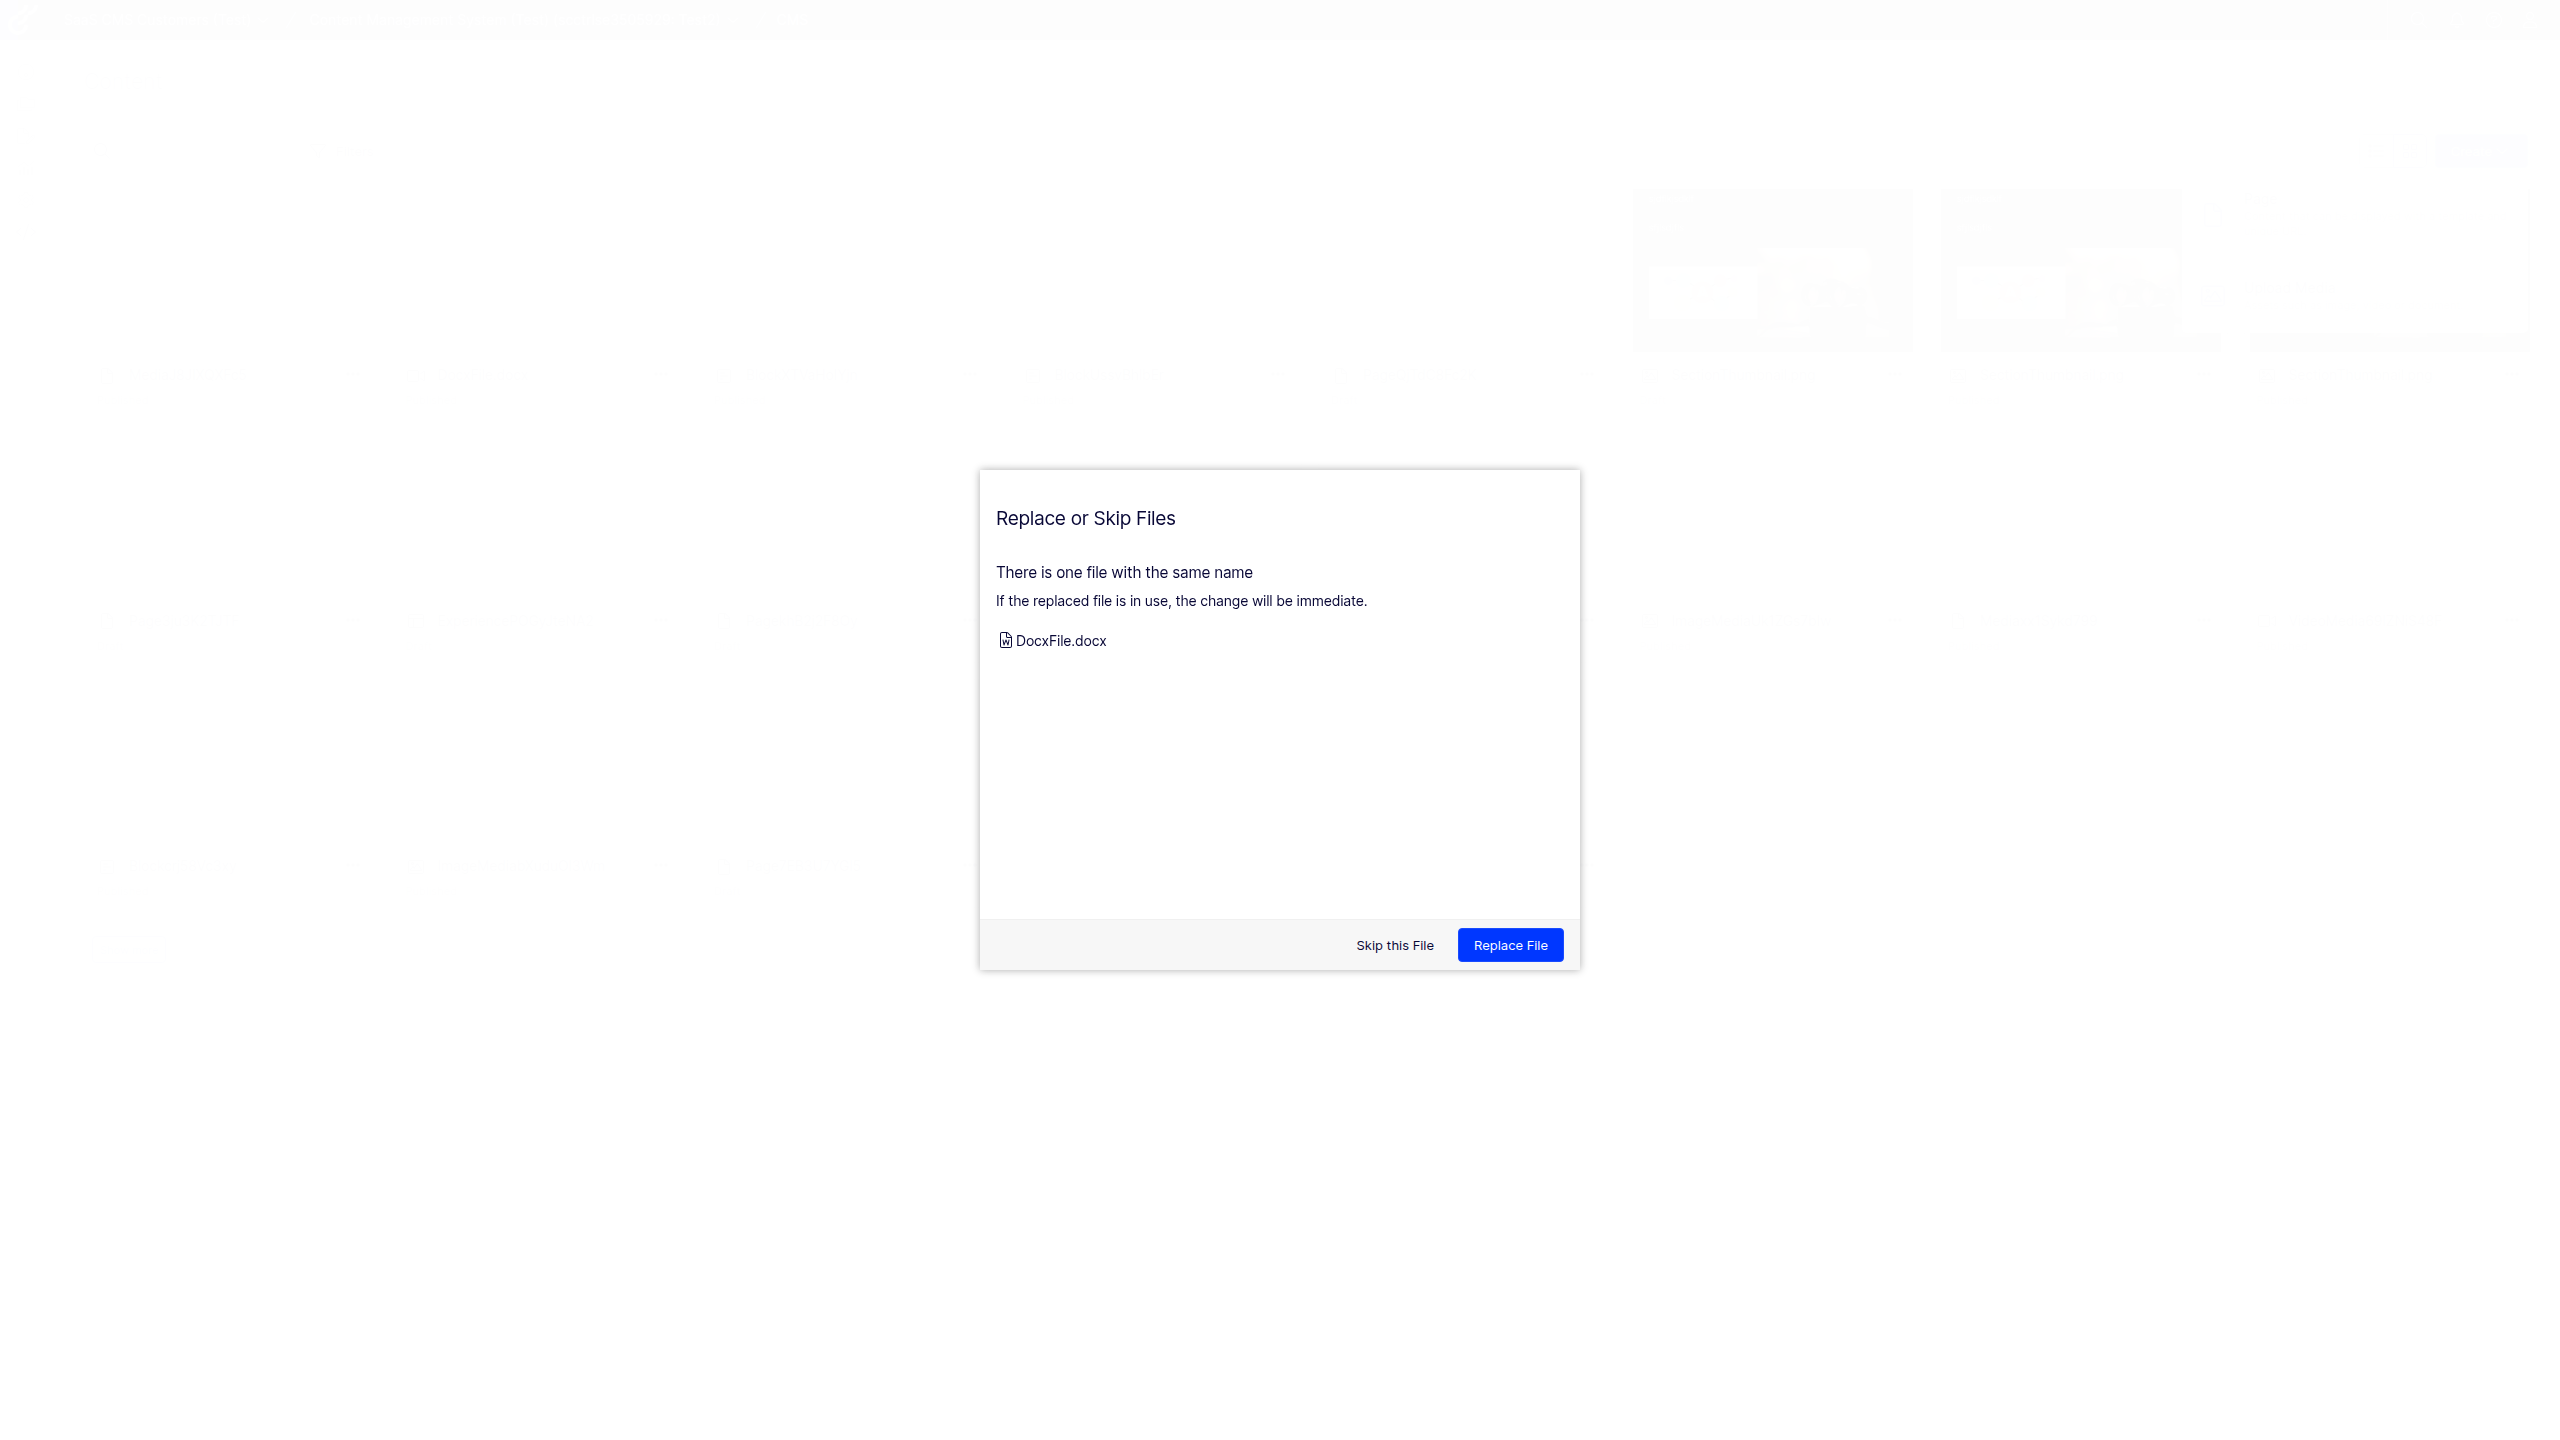 Replace or Skip Files
There is one file with the same name
If the replaced file is in use, the change will be immediate.
DocxFile.docx
Skip this File
Replace File